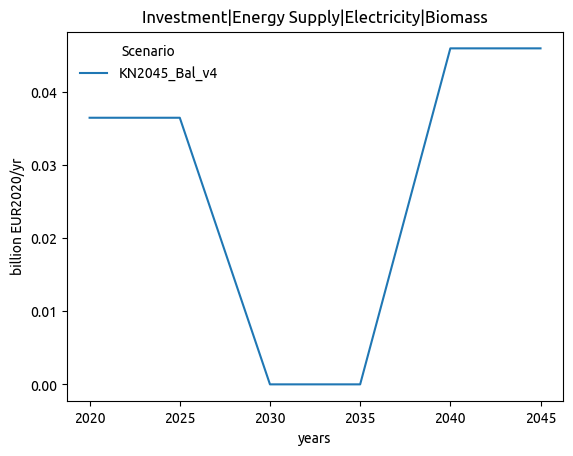 Investment|Energy Supply|Electricity|Biomass
Scenario
KN2045_Bal_v4
billion EUR2020/yr
0.04
0.03
0.02
0.01
0.00
2020 2025 2030 2035 2040 2045
years